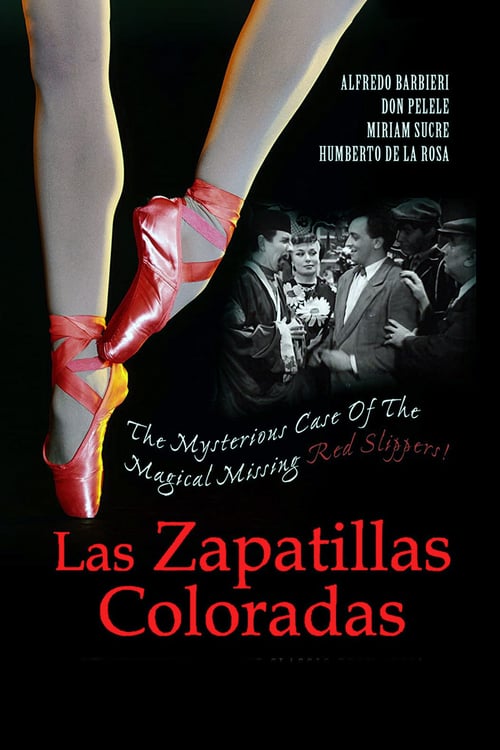 ALFREDO BARBIERI
DON PELELE
MIRIAM SUCRE
HUMBERTO DE LA ROSA
The Mysterious Case Of The
Magical Missing Red Slippers!
Las Zapatillas
Coloradas